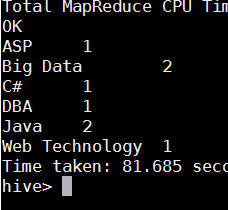 Total MapReduce CPU Tim
OK
ASP 1
Big Data 2
C# 1
DBA 1
Java 2
Web Technology 1
Time taken: 81.685 seco
hive>